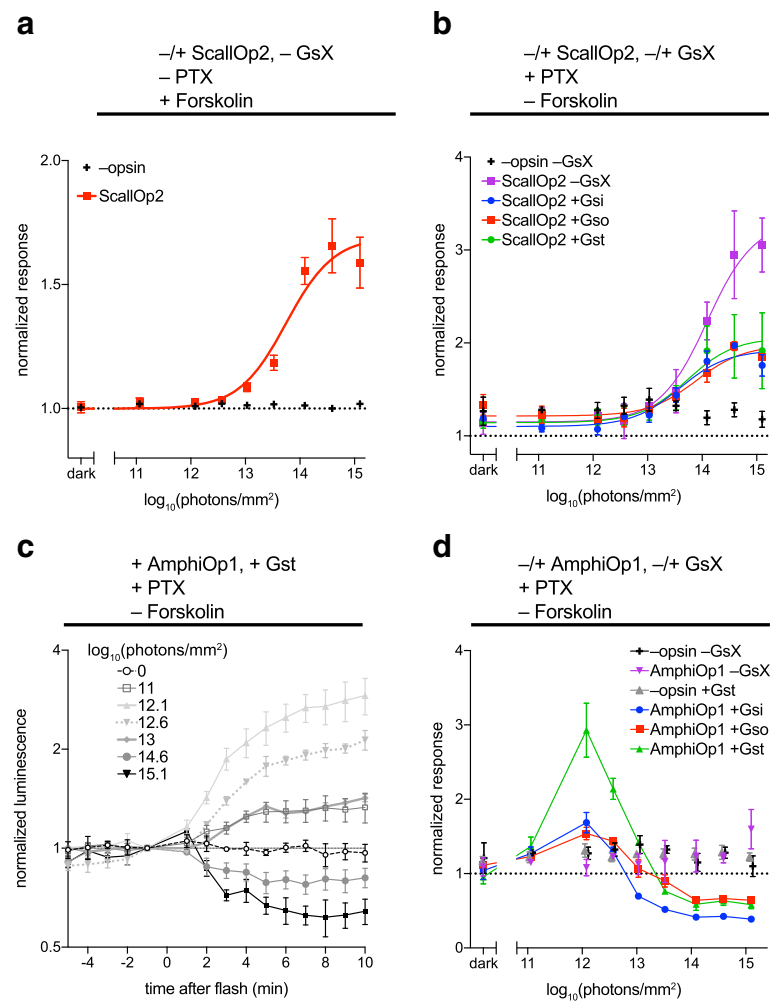 a
–/+ ScallOp2, – GsX
– PTX
+ Forskolin
normalized response
2.0
1.5
1.0
–opsin
ScallOp2
dark 11 12 13 14 15
log10(photons/mm2)
b
–/+ ScallOp2, –/+ GsX
+ PTX
– Forskolin
normalized response
4
3
2
1
–opsin –GsX
ScallOp2 –GsX
ScallOp2 +Gsi
ScallOp2 +Gso
ScallOp2 +Gst
dark 11 12 13 14 15
log10(photons/mm2)
c
+ AmphiOp1, + Gst
+ PTX
– Forskolin
normalized luminescence
4
2
1
0.5
log10(photons/mm2)
0
11
12.1
12.6
13
14.6
15.1
-4 -2 0 2 4 6 8 10
time after flash (min)
d
–/+ AmphiOp1, –/+ GsX
+ PTX
– Forskolin
normalized response
4
3
2
1
0
–opsin –GsX
AmphiOp1 –GsX
–opsin +Gst
AmphiOp1 +Gsi
AmphiOp1 +Gso
AmphiOp1 +Gst
dark 11 12 13 14 15
log10(photons/mm2)